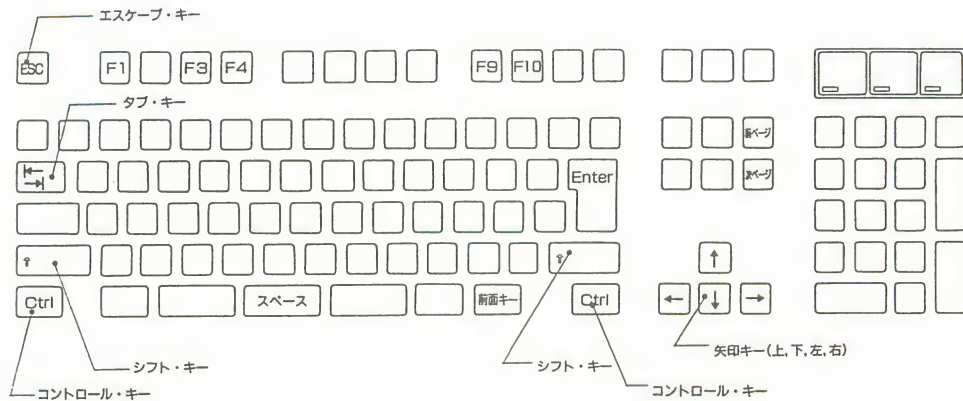 エスケープ・キー
ESC F1 F3 F4 F9 F10
タブ・キー
前ページ
Enter 次ページ
⇑ ⇑ ↑
Ctrl スペース 前面キー Ctrl ← ↓ →
矢印キー(上,下,左,右)
シフト・キー シフト・キー
コントロール・キー コントロール・キー